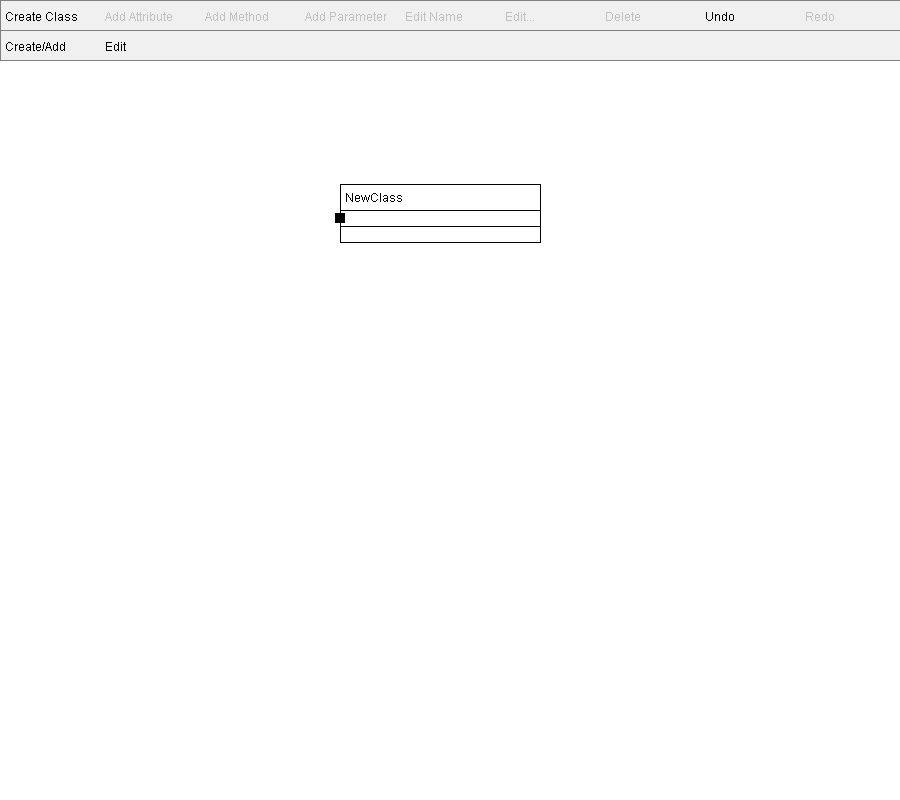 Create Class Add Attribute Add Method Add Parameter Edit Name Edit... Delete Undo Redo
Create/Add Edit
NewClass